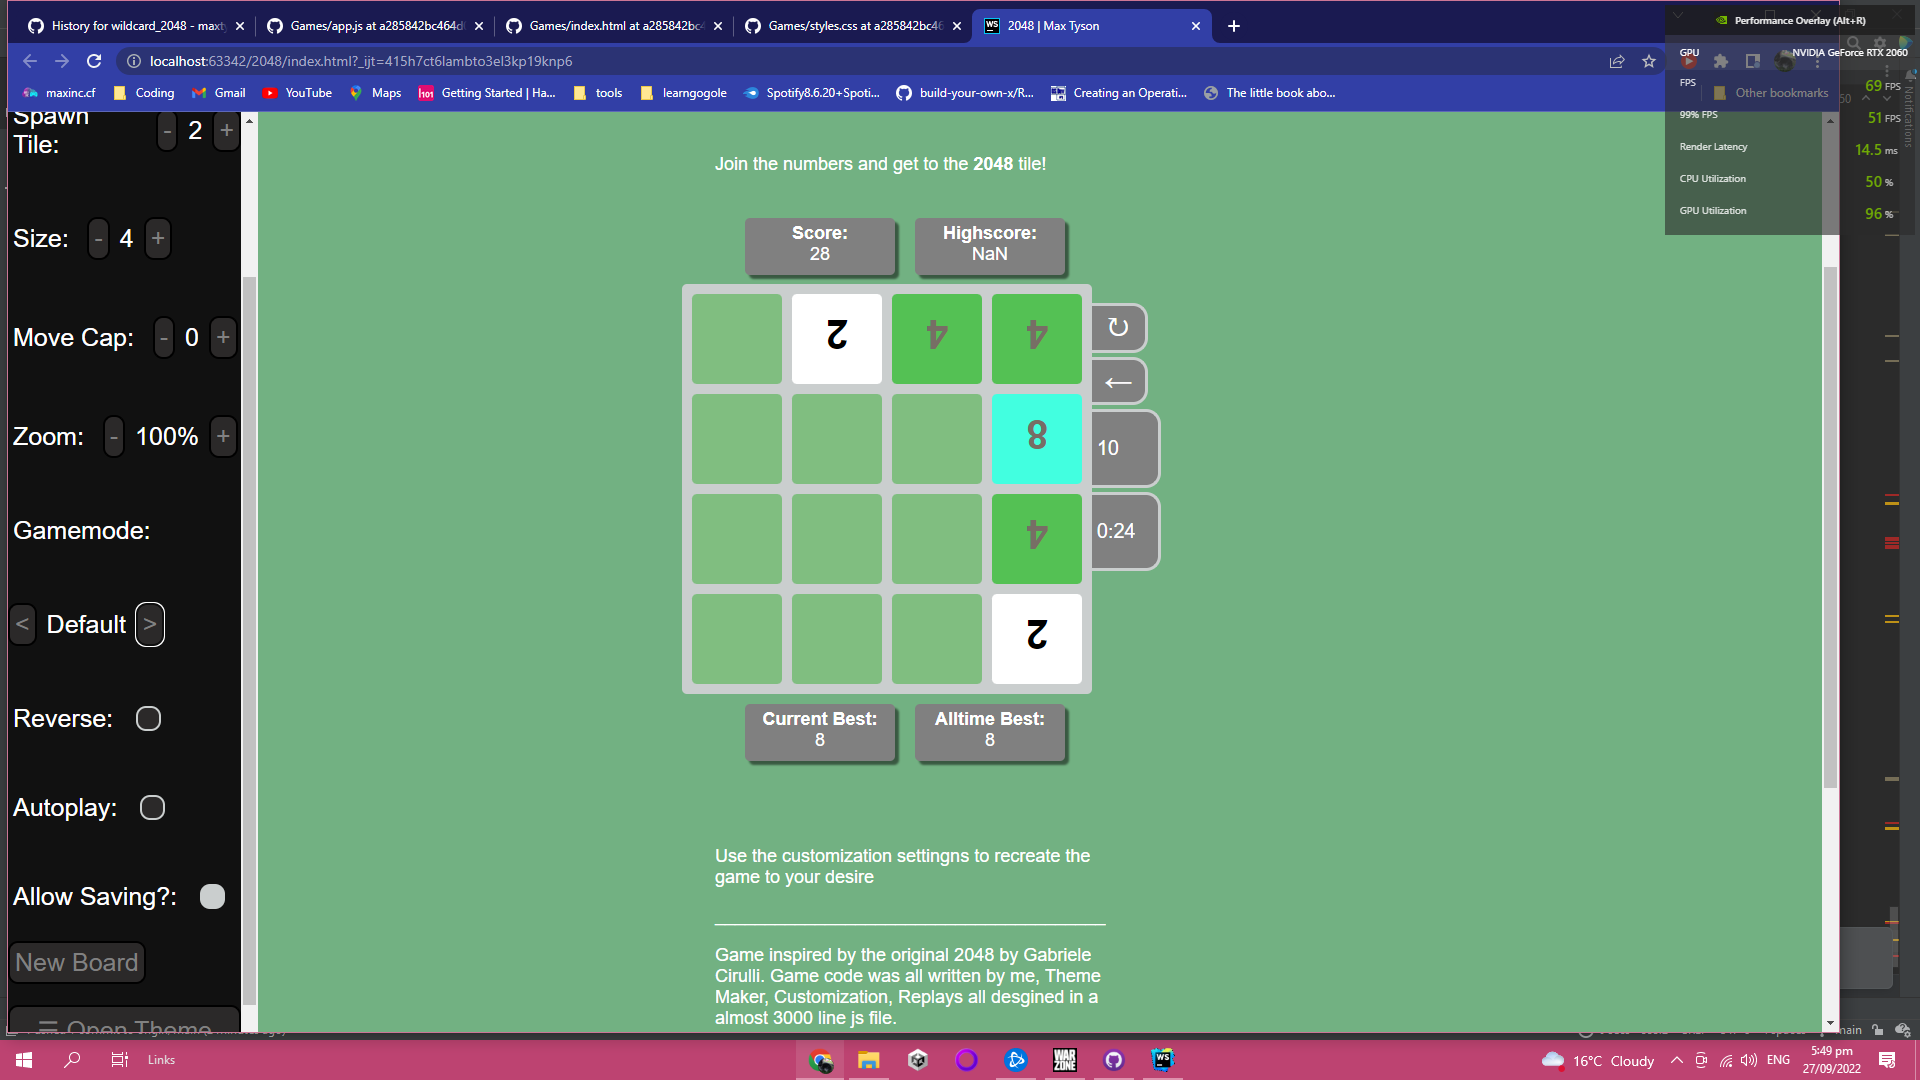 History for wildcard_2048 - maxty
Games/app.js at a285842bc464d
Games/index.html at a285842bc4
Games/styles.css at a285842bc46
2048 | Max Tyson
Performance Overlay (Alt+R)
localhost:63342/2048/index.html?_ijt=415h7ct6lambto3el3kp19knp6
maxinc.cf
Coding
Gmail
YouTube
Maps
Getting Started | Ha...
tools
learngogole
Spotify8.6.20+Spoti...
build-your-own-x/R...
Creating an Operati...
The little book abo...
Other bookmarks
GPU NVIDIA GeForce RTX 2060
FPS 69 FPS
99% FPS 51 FPS
Render Latency 14.5 ms
CPU Utilization 50 %
GPU Utilization 96 %
Notifications
Spawn
Tile: - 2 +
Size: - 4 +
Move Cap: - 0 +
Zoom: - 100% +
Gamemode:
< Default >
Reverse:
Autoplay:
Allow Saving?:
New Board
Open Theme
Join the numbers and get to the 2048 tile!
Score:
28
Highscore:
NaN
2 4 4
8
4
2
↻
←
10
0:24
Current Best:
8
Alltime Best:
8
Use the customization settingns to recreate the
game to your desire
Game inspired by the original 2048 by Gabriele
Cirulli. Game code was all written by me, Theme
Maker, Customization, Replays all desgined in a
almost 3000 line js file.
main
Links
WAR
ZONE
WS
16°C Cloudy
ENG
5:49 pm
27/09/2022